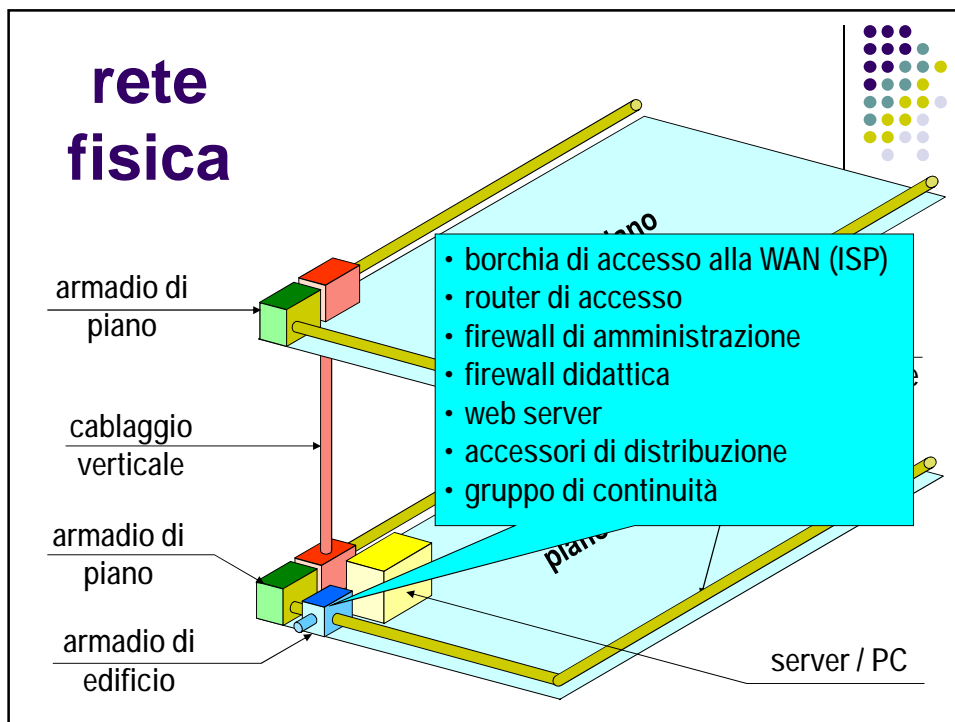 rete
fisica
armadio di
piano
• borchia di accesso alla WAN (ISP)
• router di accesso
• firewall di amministrazione
• firewall didattica
• web server
• accessori di distribuzione
• gruppo di continuità
cablaggio
verticale
armadio di
piano
piano
armadio di
edificio
server / PC